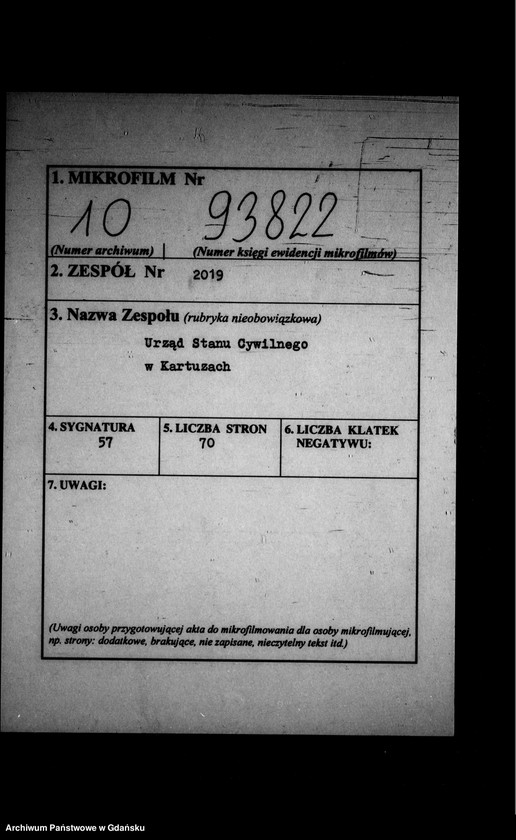 1. MIKROFILM Nr
10 93822
(Numer archiwum) (Numer księgi ewidencji mikrofilmów)
2. ZESPÓŁ Nr 2019
3. Nazwa Zespołu (rubryka nieobowiązkowa)
Urząd Stanu Cywilnego
w Kartuzach
4. SYGNATURA 5. LICZBA STRON 6. LICZBA KLATEK
57 70 NEGATYWU:
7. UWAGI:
(Uwagi osoby przygotowującej akta do mikrofilmowania dla osoby mikrofilmującej,
np. strony: dodatkowe, brakujące, nie zapisane, nieczytelny tekst itd.)
Archiwum Państwowe w Gdańsku